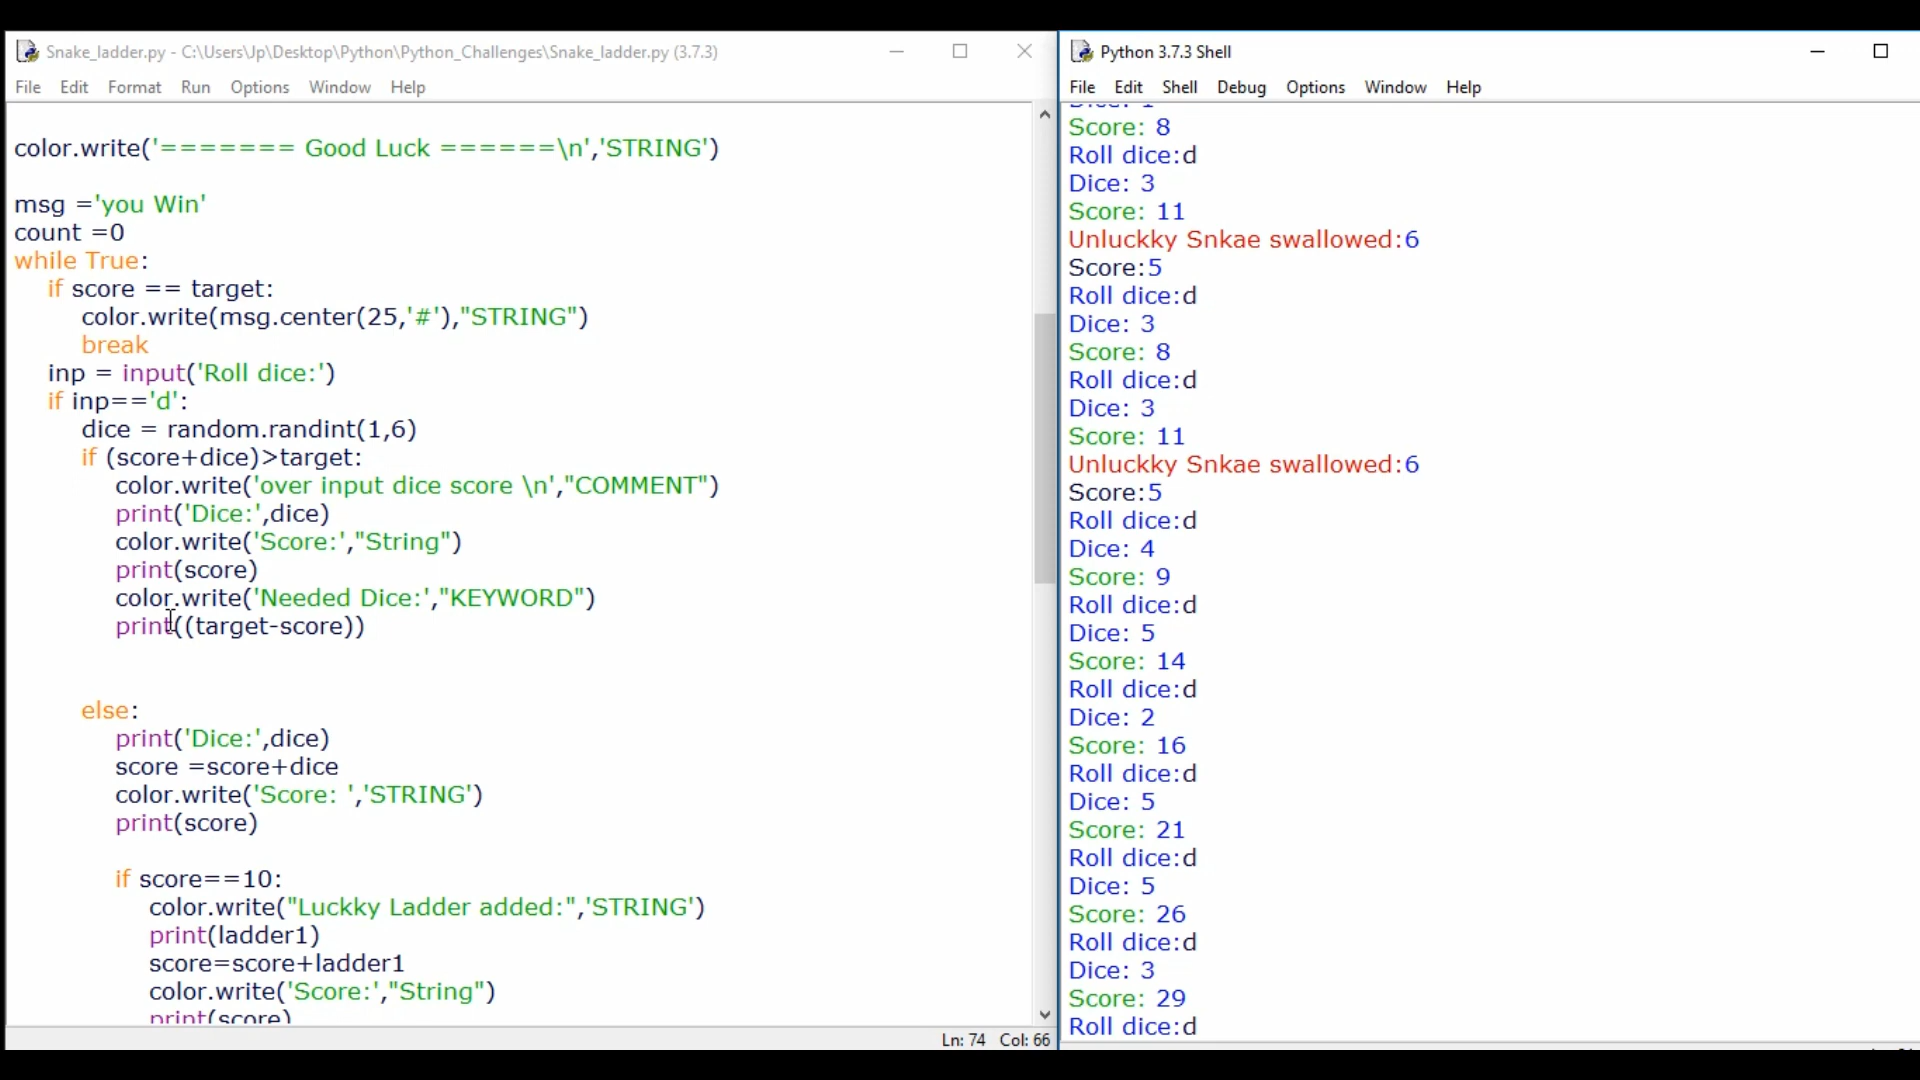 Snake_ladder.py - C:\Users\Jp\Desktop\Python\Python_Challenges\Snake_ladder.py (3.7.3)
File Edit Format Run Options Window Help
color.write('======= Good Luck ======\n','STRING')
msg ='you Win'
count =0
while True:
if score == target:
color.write(msg.center(25,'#'),"STRING")
break
inp = input('Roll dice:')
if inp=='d':
dice = random.randint(1,6)
if (score+dice)>target:
color.write('over input dice score \n',"COMMENT")
print('Dice:',dice)
color.write('Score:',"String")
print(score)
color.write('Needed Dice:',"KEYWORD")
print((target-score))
else:
print('Dice:',dice)
score =score+dice
color.write('Score: ','STRING')
print(score)
if score==10:
color.write("Luckky Ladder added:",'STRING')
print(ladder1)
score=score+ladder1
color.write('Score:',"String")
print(score)
Ln: 74 Col: 66
Python 3.7.3 Shell
File Edit Shell Debug Options Window Help
Dice: 1
Score: 8
Roll dice:d
Dice: 3
Score: 11
Unluckky Snkae swallowed:6
Score:5
Roll dice:d
Dice: 3
Score: 8
Roll dice:d
Dice: 3
Score: 11
Unluckky Snkae swallowed:6
Score:5
Roll dice:d
Dice: 4
Score: 9
Roll dice:d
Dice: 5
Score: 14
Roll dice:d
Dice: 2
Score: 16
Roll dice:d
Dice: 5
Score: 21
Roll dice:d
Dice: 5
Score: 26
Roll dice:d
Dice: 3
Score: 29
Roll dice:d